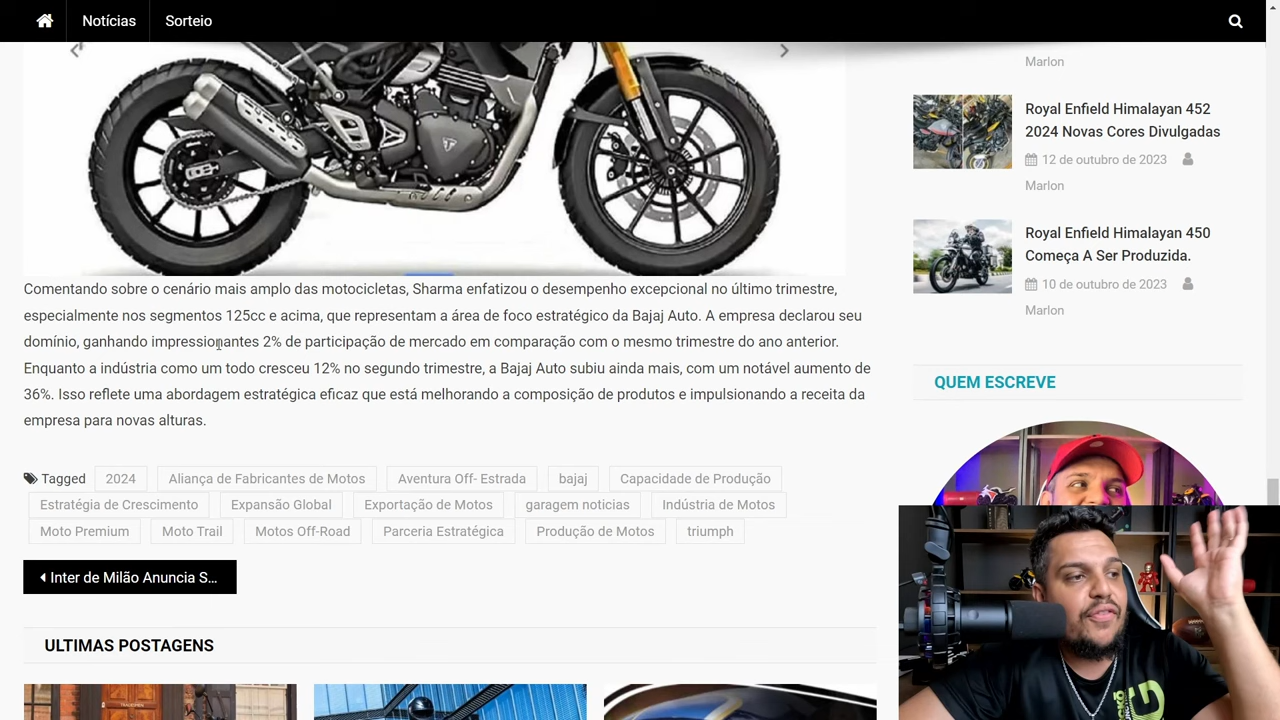 Notícias
Sorteio
Marlon
Royal Enfield Himalayan 452
2024 Novas Cores Divulgadas
12 de outubro de 2023
Marlon
Royal Enfield Himalayan 450
Começa A Ser Produzida.
10 de outubro de 2023
Marlon
Comentando sobre o cenário mais amplo das motocicletas, Sharma enfatizou o desempenho excepcional no último trimestre,
especialmente nos segmentos 125cc e acima, que representam a área de foco estratégico da Bajaj Auto. A empresa declarou seu
domínio, ganhando impressionantes 2% de participação de mercado em comparação com o mesmo trimestre do ano anterior.
Enquanto a indústria como um todo cresceu 12% no segundo trimestre, a Bajaj Auto subiu ainda mais, com um notável aumento de
36%. Isso reflete uma abordagem estratégica eficaz que está melhorando a composição de produtos e impulsionando a receita da
empresa para novas alturas.
QUEM ESCREVE
Tagged 2024 Aliança de Fabricantes de Motos Aventura Off- Estrada bajaj Capacidade de Produção
Estratégia de Crescimento Expansão Global Exportação de Motos garagem noticias Indústria de Motos
Moto Premium Moto Trail Motos Off-Road Parceria Estratégica Produção de Motos triumph
Inter de Milão Anuncia S...
ULTIMAS POSTAGENS